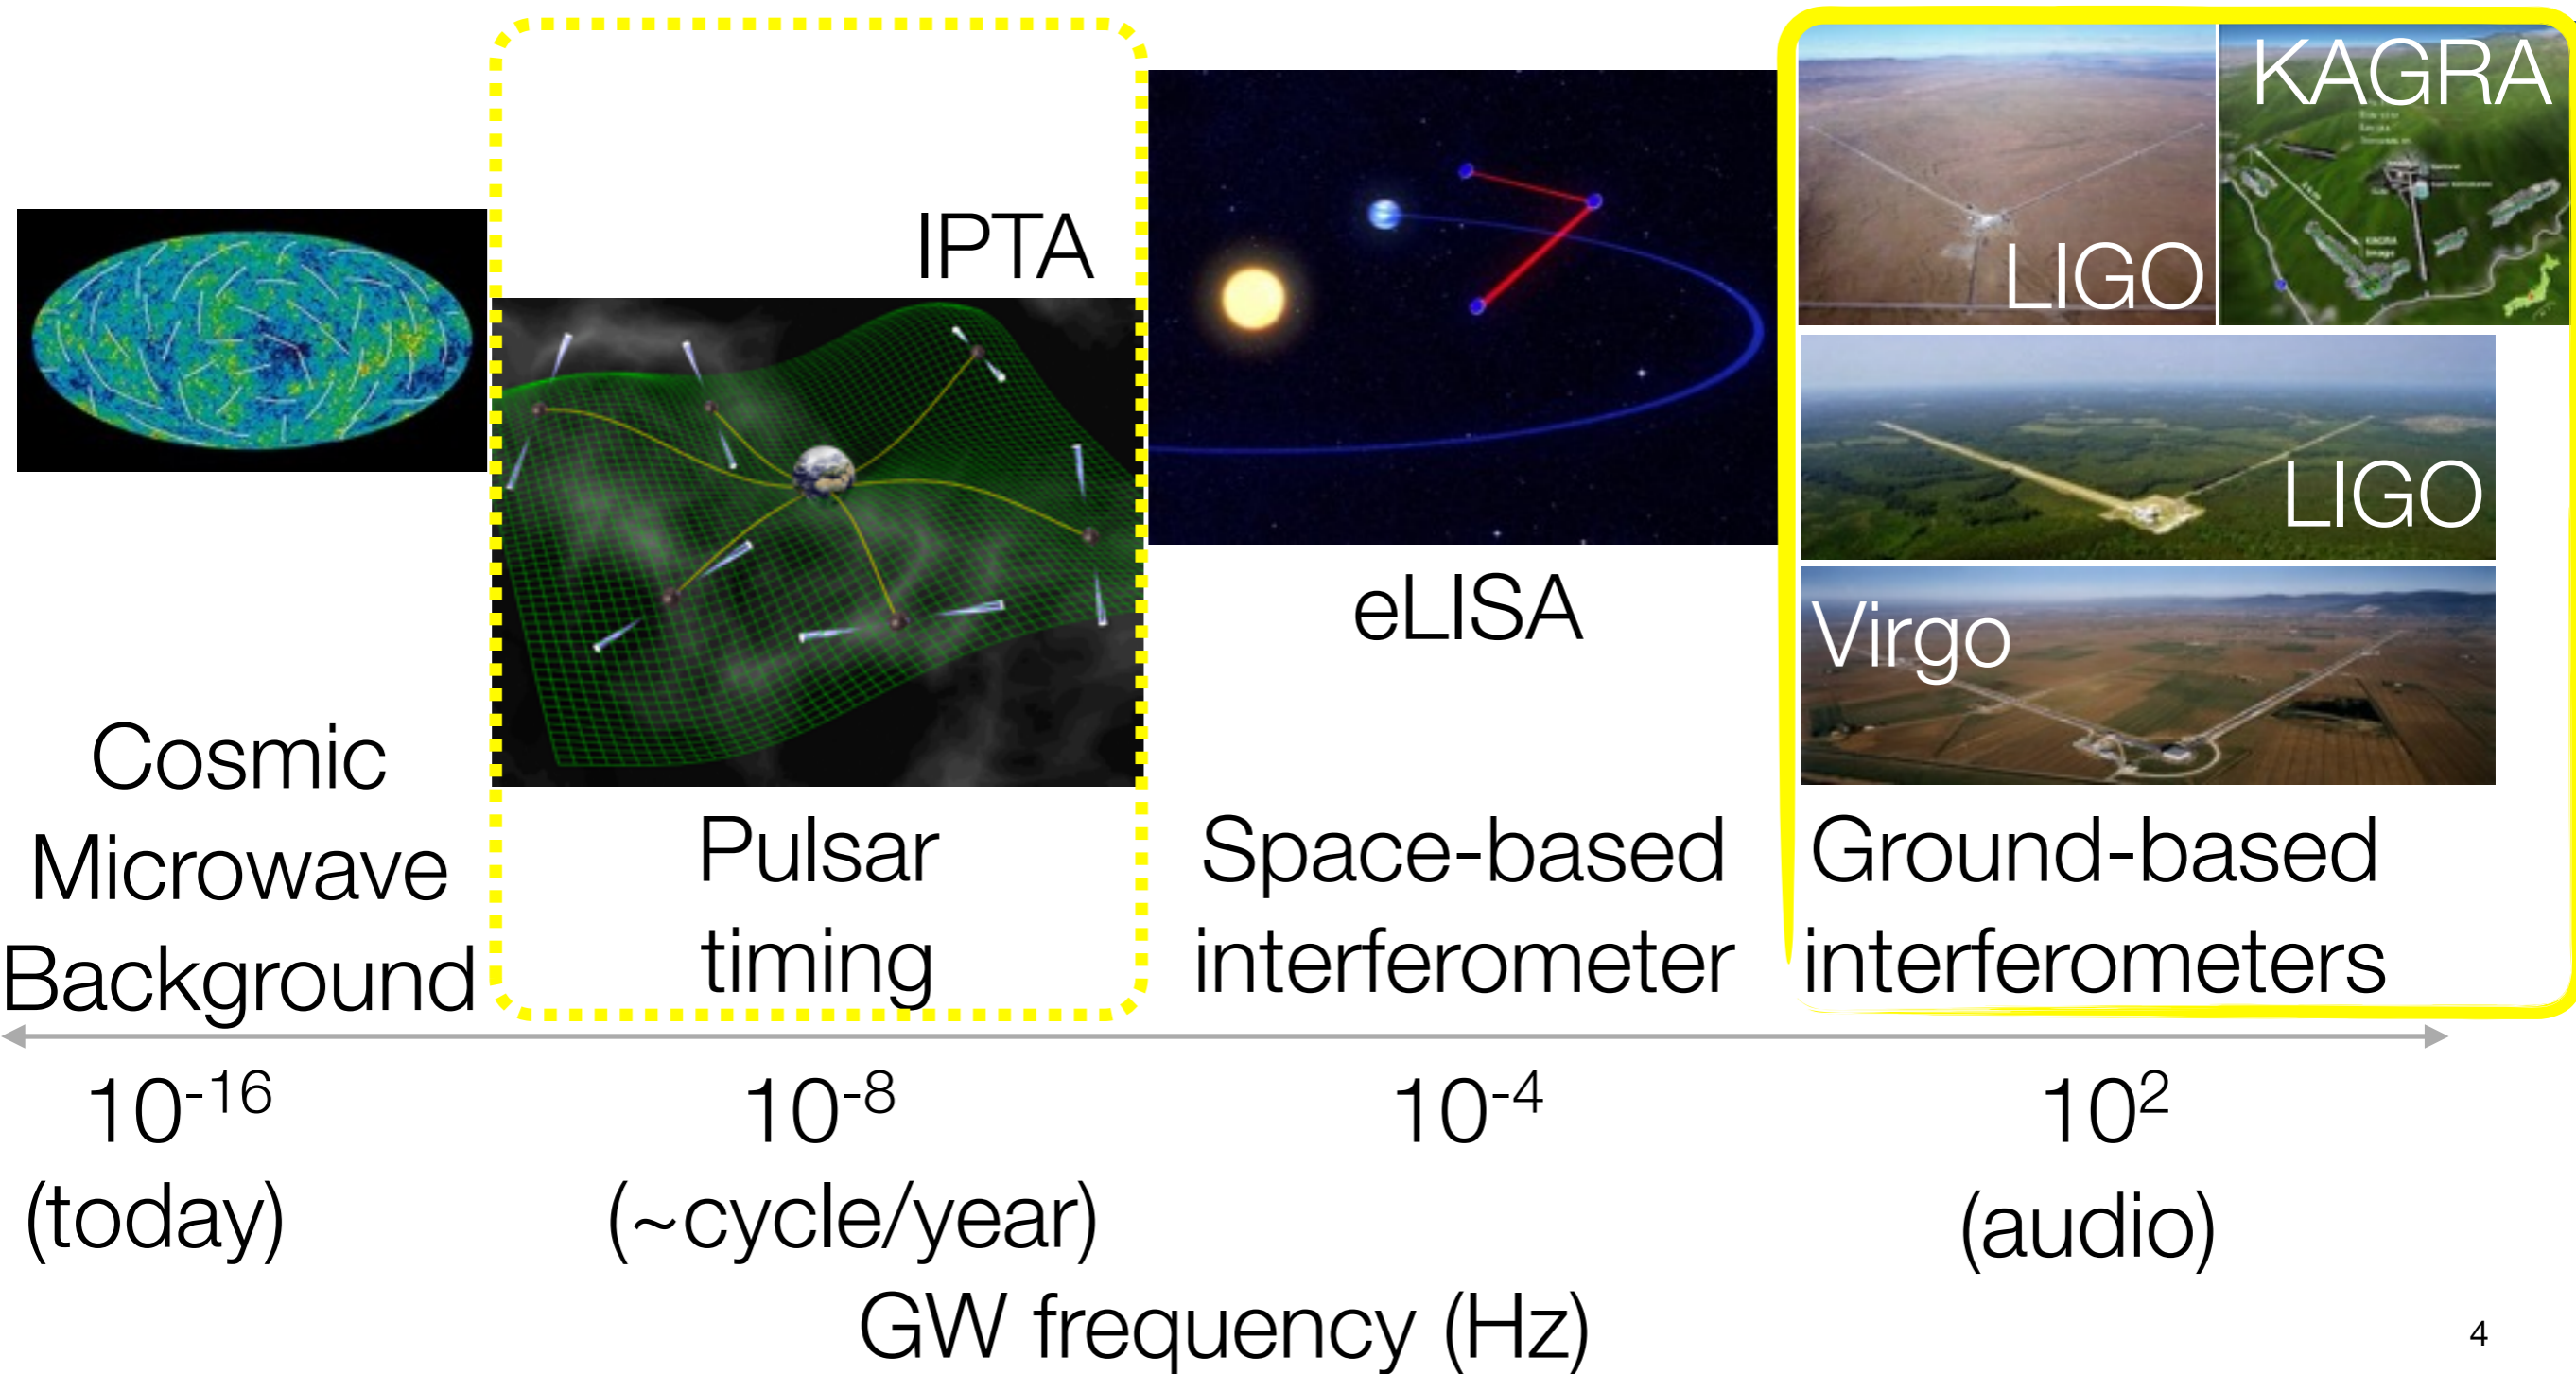 KAGRA
IPTA
LIGO
LIGO
eLISA
Virgo
Cosmic
Microwave
Background
Pulsar
timing
Space-based
interferometer
Ground-based
interferometers
10⁻¹⁶
(today)
10⁻⁸
(~cycle/year)
10⁻⁴
10²
(audio)
GW frequency (Hz)
4